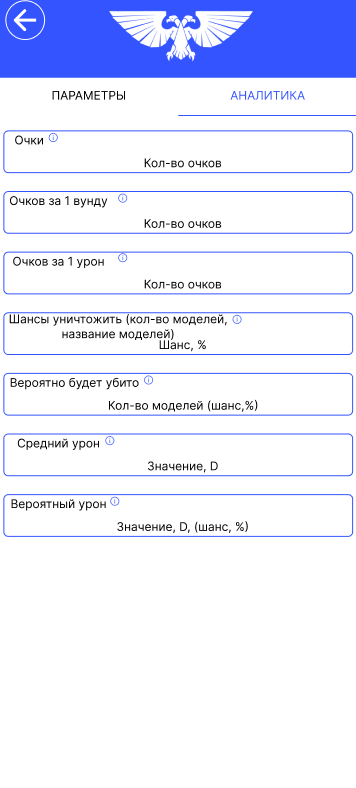 ПАРАМЕТРЫ
АНАЛИТИКА
Очки
Кол-во очков
Очков за 1 вунду
Кол-во очков
Очков за 1 урон
Кол-во очков
Шансы уничтожить (кол-во моделей,
название моделей)
Шанс, %
Вероятно будет убито
Кол-во моделей (шанс,%)
Средний урон
Значение, D
Вероятный урон
Значение, D, (шанс, %)